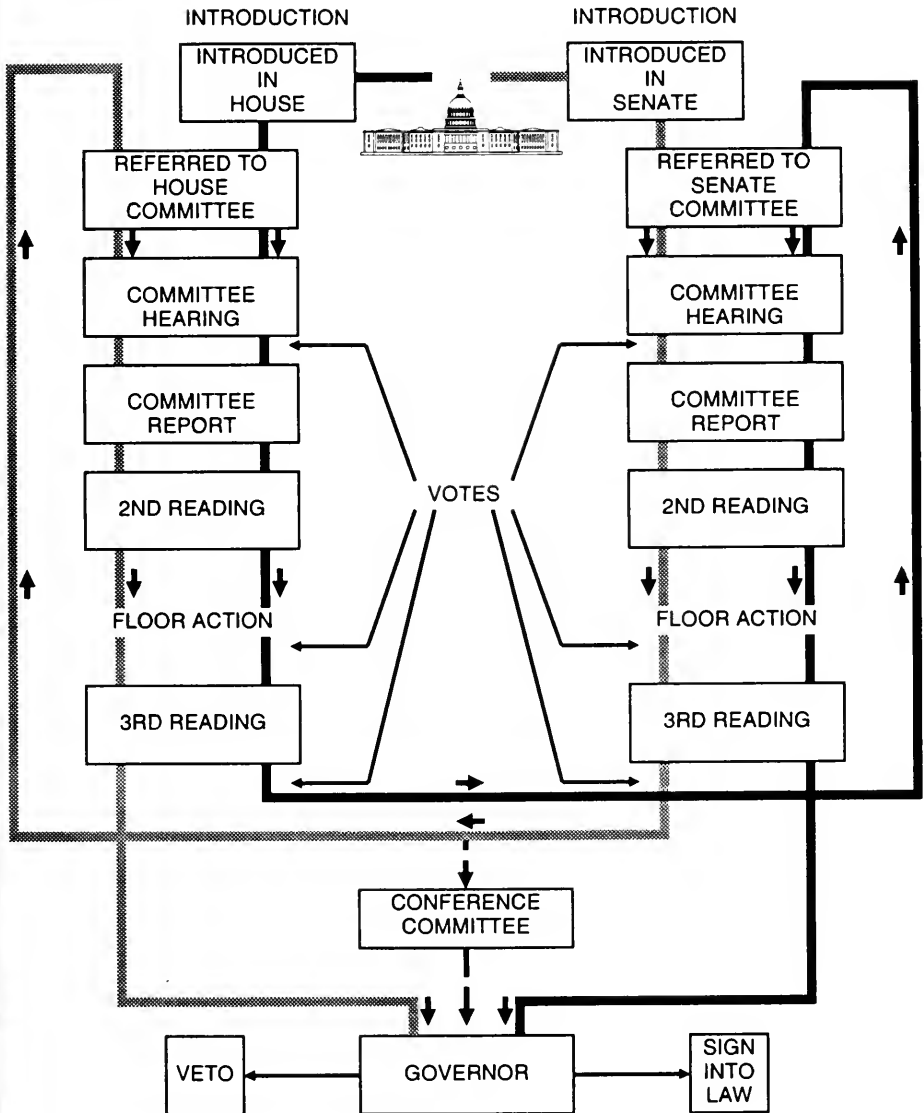 INTRODUCTION
INTRODUCTION
INTRODUCED
IN
HOUSE
INTRODUCED
IN
SENATE
REFERRED TO
HOUSE
COMMITTEE
REFERRED TO
SENATE
COMMITTEE
COMMITTEE
HEARING
COMMITTEE
HEARING
COMMITTEE
REPORT
COMMITTEE
REPORT
2ND READING
VOTES
2ND READING
FLOOR ACTION
FLOOR ACTION
3RD READING
3RD READING
CONFERENCE
COMMITTEE
VETO
GOVERNOR
SIGN
INTO
LAW